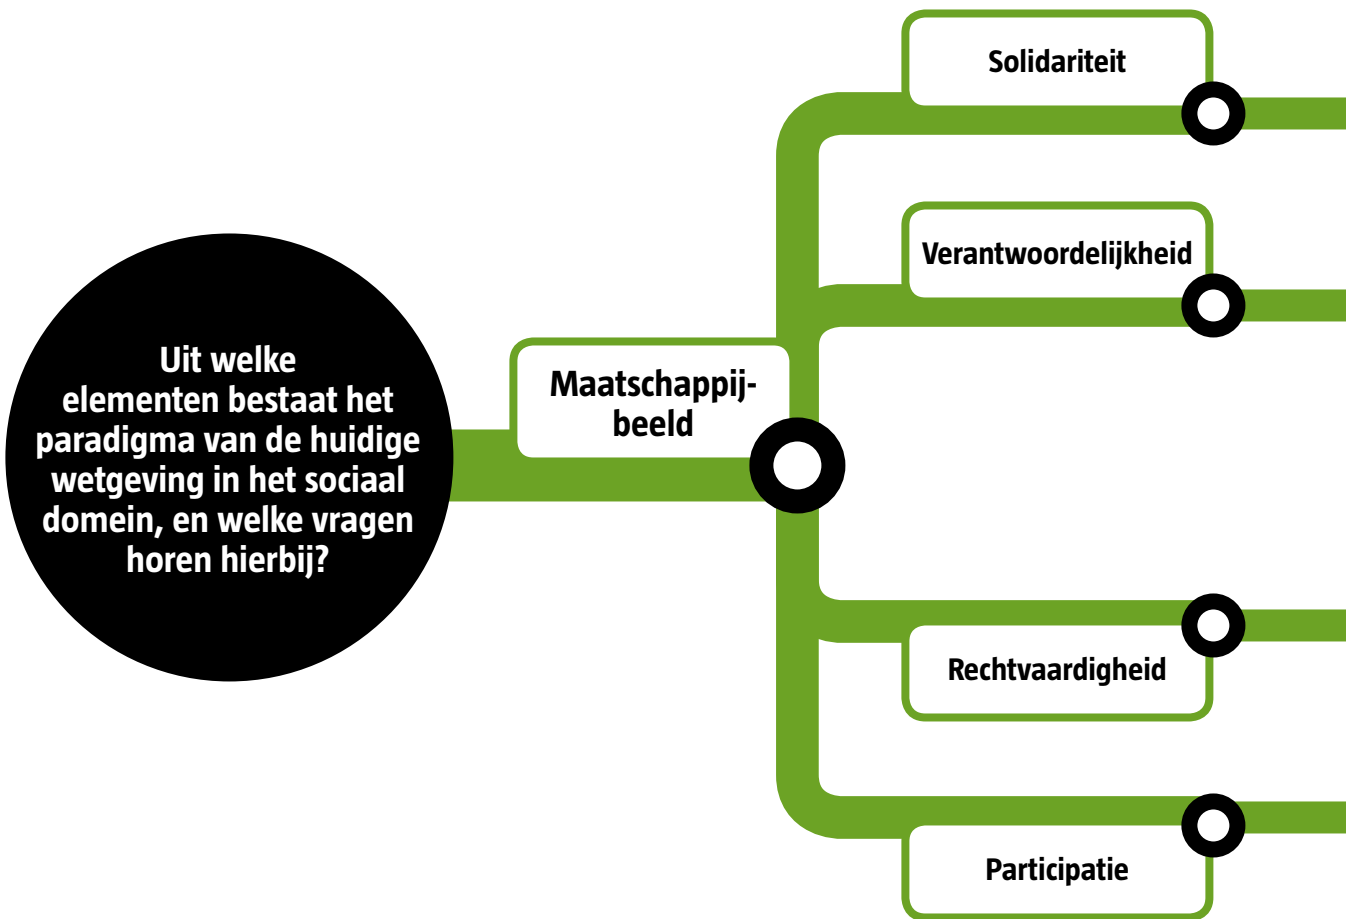 Uit welke
elementen bestaat het
paradigma van de huidige
wetgeving in het sociaal
domein, en welke vragen
horen hierbij?
Maatschappij-
beeld
Solidariteit
Verantwoordelijkheid
Rechtvaardigheid
Participatie